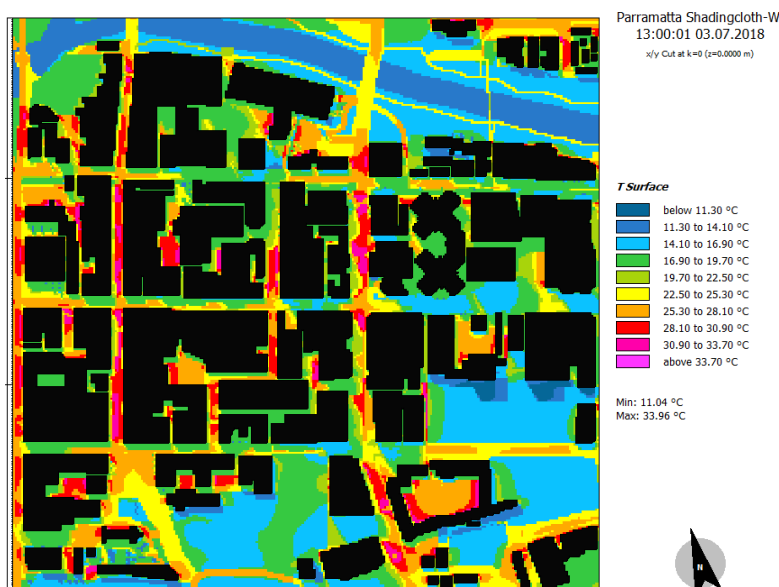 Parramatta Shadingcloth-W
13:00:01 03.07.2018
x/y Cut at k=0 (z=0.0000 m)
T Surface
below 11.30 °C
11.30 to 14.10 °C
14.10 to 16.90 °C
16.90 to 19.70 °C
19.70 to 22.50 °C
22.50 to 25.30 °C
25.30 to 28.10 °C
28.10 to 30.90 °C
30.90 to 33.70 °C
above 33.70 °C
Min: 11.04 °C
Max: 33.96 °C
N